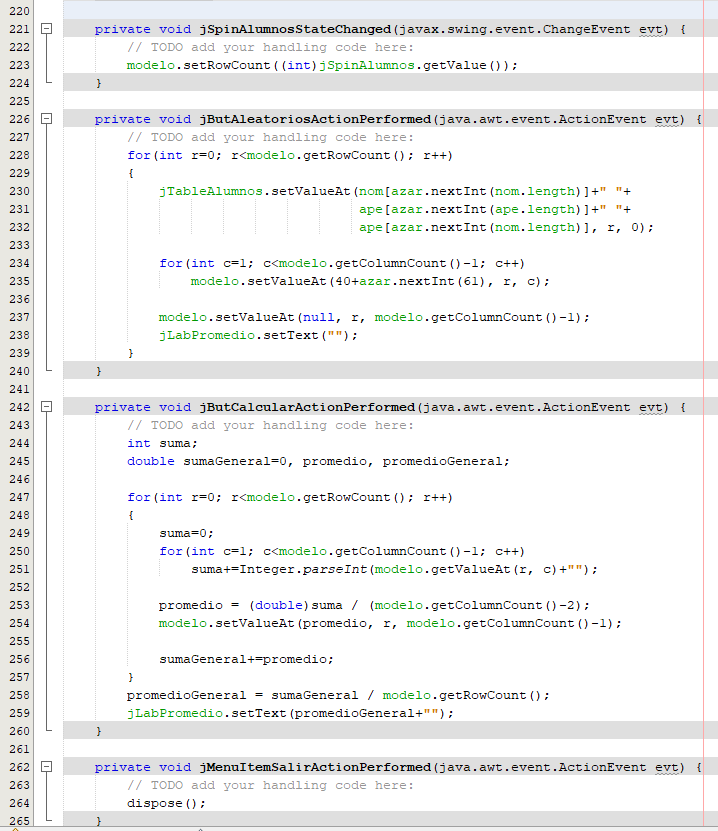 220
221 private void jSpinAlumnosStateChanged(javax.swing.event.ChangeEvent evt) {
222 // TODO add your handling code here:
223 modelo.setRowCount((int)jSpinAlumnos.getValue());
224 }
225
226 private void jButAleatoriosActionPerformed(java.awt.event.ActionEvent evt) {
227 // TODO add your handling code here:
228 for(int r=0; r<modelo.getRowCount(); r++)
229 {
230 jTableAlumnos.setValueAt(nom[azar.nextInt(nom.length)]+" "+
231 ape[azar.nextInt(ape.length)]+" "+
232 ape[azar.nextInt(nom.length)], r, 0);
233
234 for(int c=1; c<modelo.getColumnCount()-1; c++)
235 modelo.setValueAt(40+azar.nextInt(61), r, c);
236
237 modelo.setValueAt(null, r, modelo.getColumnCount()-1);
238 jLabPromedio.setText("");
239 }
240 }
241
242 private void jButCalcularActionPerformed(java.awt.event.ActionEvent evt) {
243 // TODO add your handling code here:
244 int suma;
245 double sumaGeneral=0, promedio, promedioGeneral;
246
247 for(int r=0; r<modelo.getRowCount(); r++)
248 {
249 suma=0;
250 for(int c=1; c<modelo.getColumnCount()-1; c++)
251 suma+=Integer.parseInt(modelo.getValueAt(r, c)+"");
252
253 promedio = (double)suma / (modelo.getColumnCount()-2);
254 modelo.setValueAt(promedio, r, modelo.getColumnCount()-1);
255
256 sumaGeneral+=promedio;
257 }
258 promedioGeneral = sumaGeneral / modelo.getRowCount();
259 jLabPromedio.setText(promedioGeneral+"");
260 }
261
262 private void jMenuItemSalirActionPerformed(java.awt.event.ActionEvent evt) {
263 // TODO add your handling code here:
264 dispose();
265 }